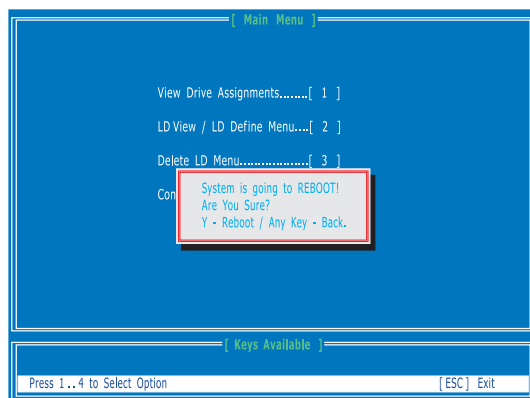 [ Main Menu ]
View Drive Assignments........[ 1 ]
LD View / LD Define Menu....[ 2 ]
Delete LD Menu...................[ 3 ]
Con
System is going to REBOOT!
Are You Sure?
Y - Reboot / Any Key - Back.
[ Keys Available ]
Press 1..4 to Select Option [ESC] Exit